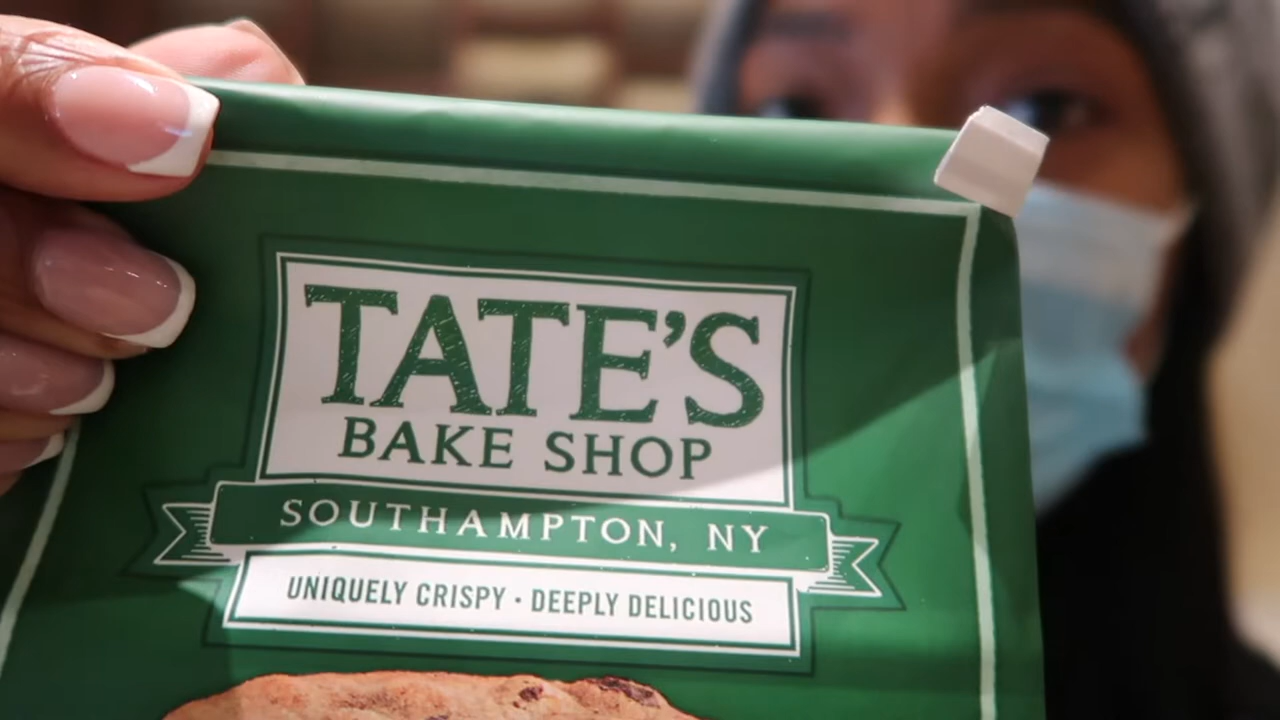 TATE'S
BAKE SHOP
SOUTHAMPTON, NY
UNIQUELY CRISPY · DEEPLY DELICIOUS